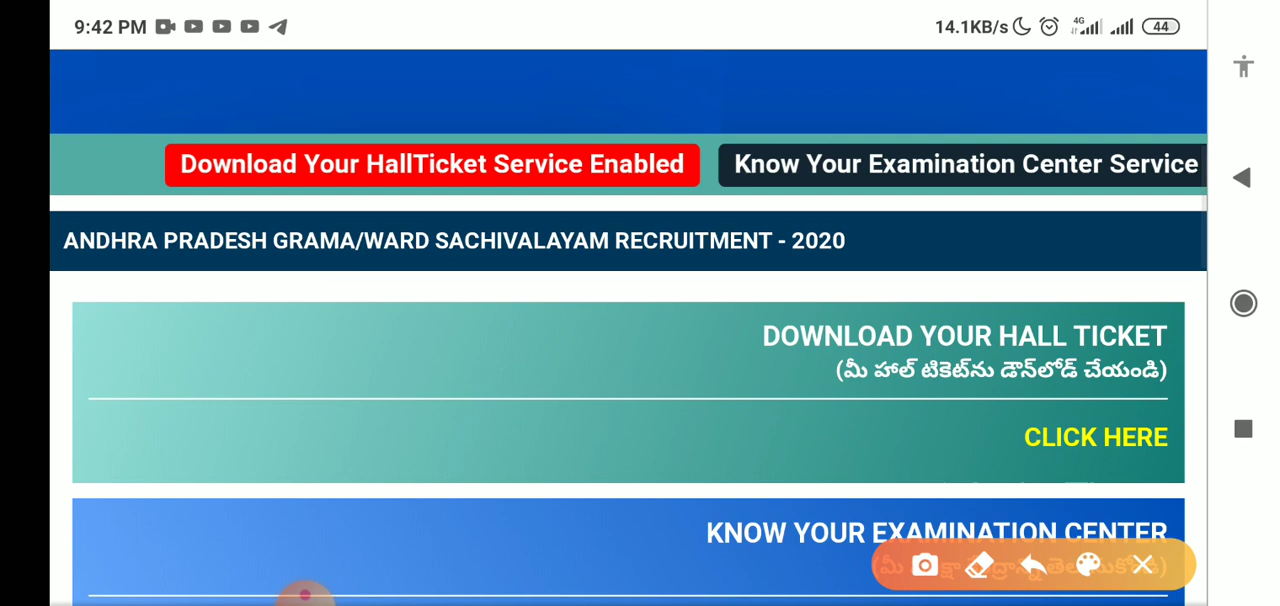 9:42 PM 14.1KB/s 4G 44
Download Your HallTicket Service Enabled Know Your Examination Center Service
ANDHRA PRADESH GRAMA/WARD SACHIVALAYAM RECRUITMENT - 2020
DOWNLOAD YOUR HALL TICKET
(మీ హాల్ టికెట్‌ను డౌన్‌లోడ్ చేయండి)
CLICK HERE
KNOW YOUR EXAMINATION CENTER
(మీ